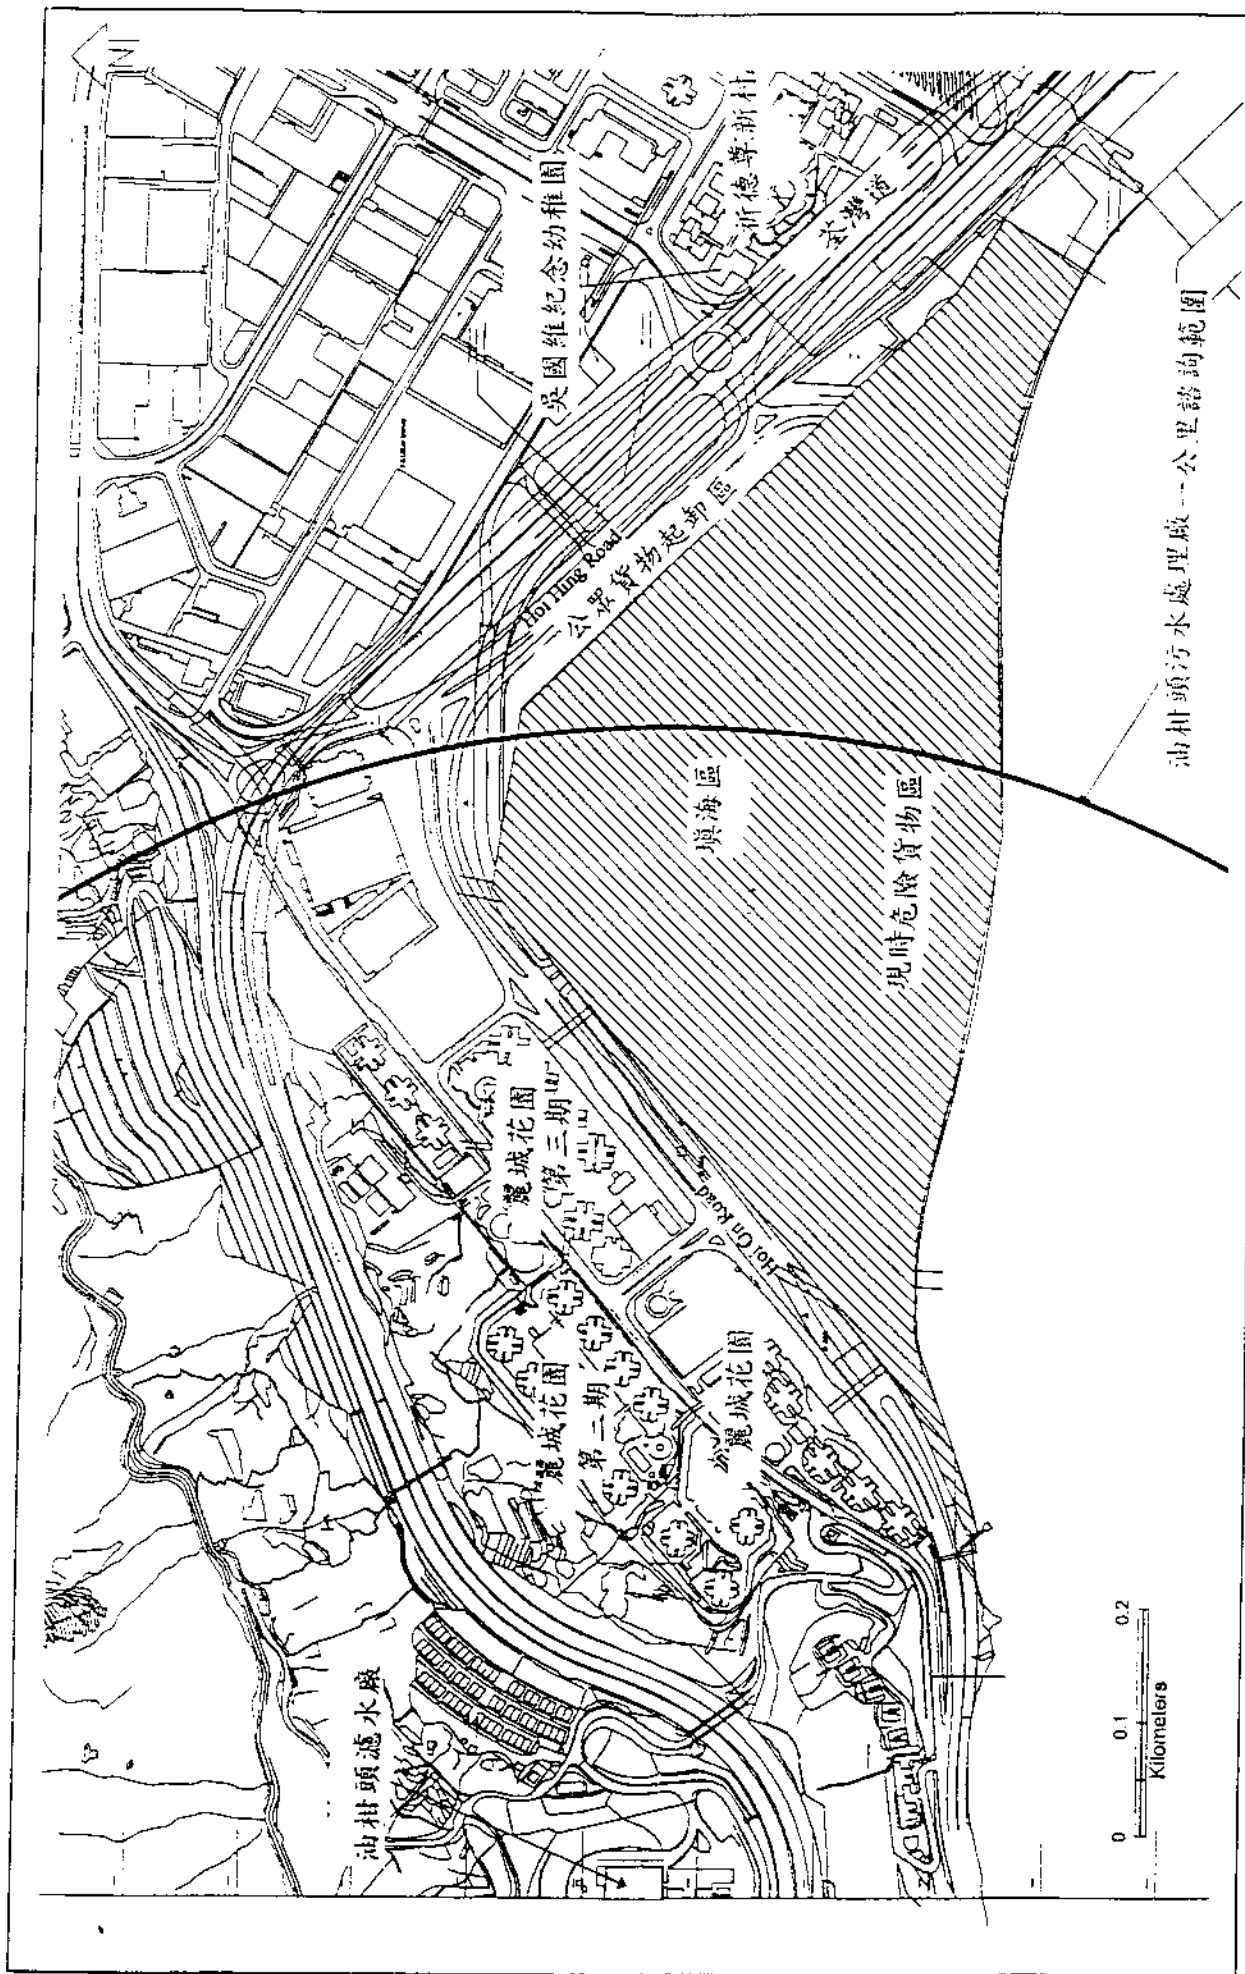 N
吳國維紀念幼稚園
祈德尊新村
荃灣道
Hoi Hing Road
公眾貨物起卸區
填海區
現時危險貨物區
油柑頭污水處理廠一公里諮詢範圍
麗城花園
第三期
Hoi On Road
麗城花園
第二期
麗城花園
油柑頭濾水廠
0 0.1 0.2
Kilometers